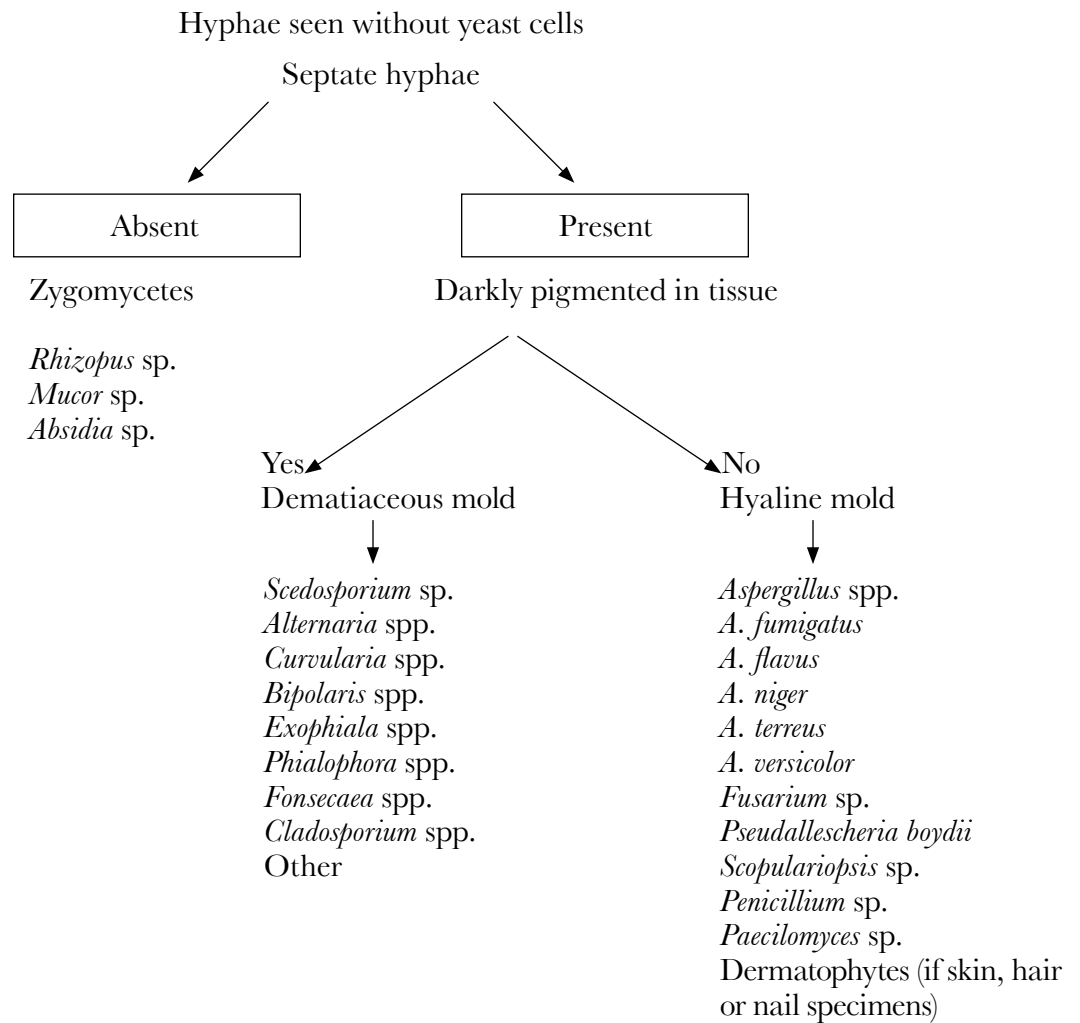 Hyphae seen without yeast cells
Septate hyphae
Absent
Present
Zygomycetes
Darkly pigmented in tissue
Rhizopus sp.
Mucor sp.
Absidia sp.
Yes
Dematiaceous mold
No
Hyaline mold
Scedosporium sp.
Alternaria spp.
Curvularia spp.
Bipolaris spp.
Exophiala spp.
Phialophora spp.
Fonsecaea spp.
Cladosporium spp.
Other
Aspergillus spp.
A. fumigatus
A. flavus
A. niger
A. terreus
A. versicolor
Fusarium sp.
Pseudallescheria boydii
Scopulariopsis sp.
Penicillium sp.
Paecilomyces sp.
Dermatophytes (if skin, hair
or nail specimens)